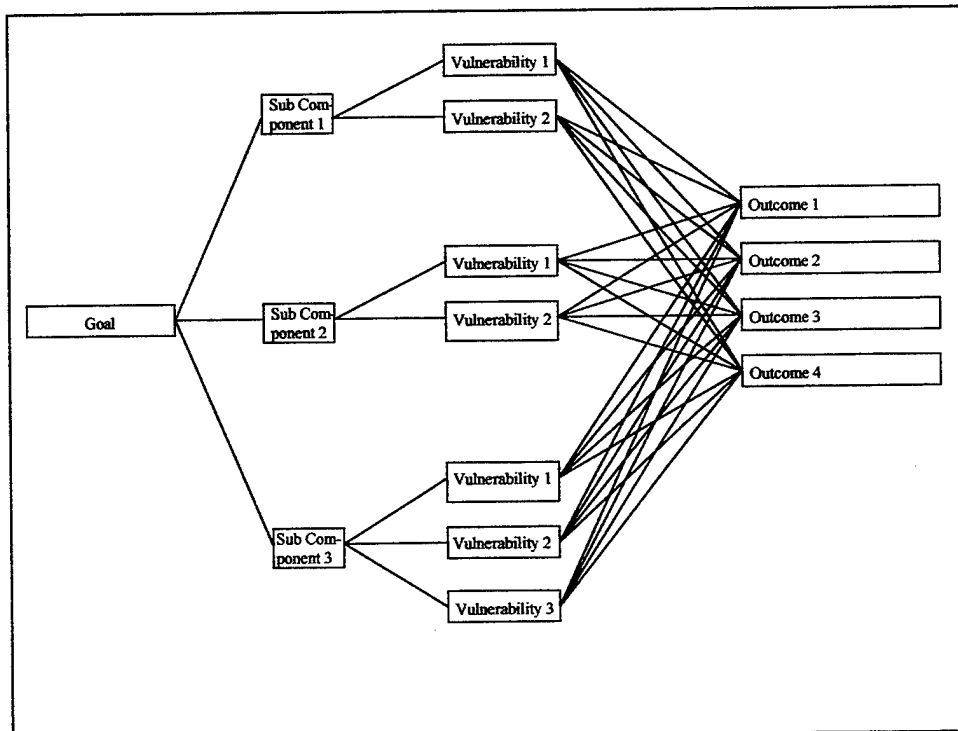 Goal
Sub Com-
ponent 1
Sub Com-
ponent 2
Sub Com-
ponent 3
Vulnerability 1
Vulnerability 2
Vulnerability 1
Vulnerability 2
Vulnerability 1
Vulnerability 2
Vulnerability 3
Outcome 1
Outcome 2
Outcome 3
Outcome 4